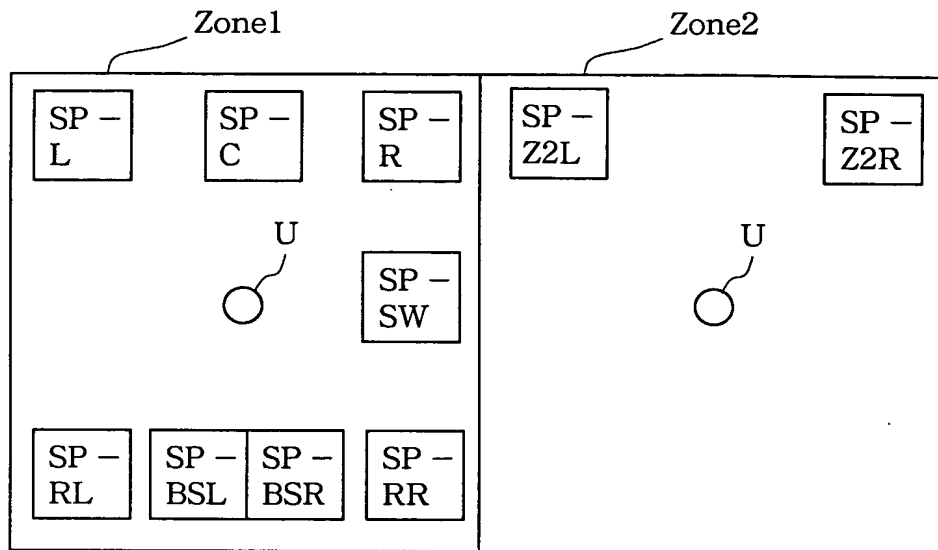 Zone1
Zone2
SP –
L
SP –
C
SP –
R
SP –
Z2L
SP –
Z2R
U
U
SP –
SW
SP –
RL
SP –
BSL
SP –
BSR
SP –
RR